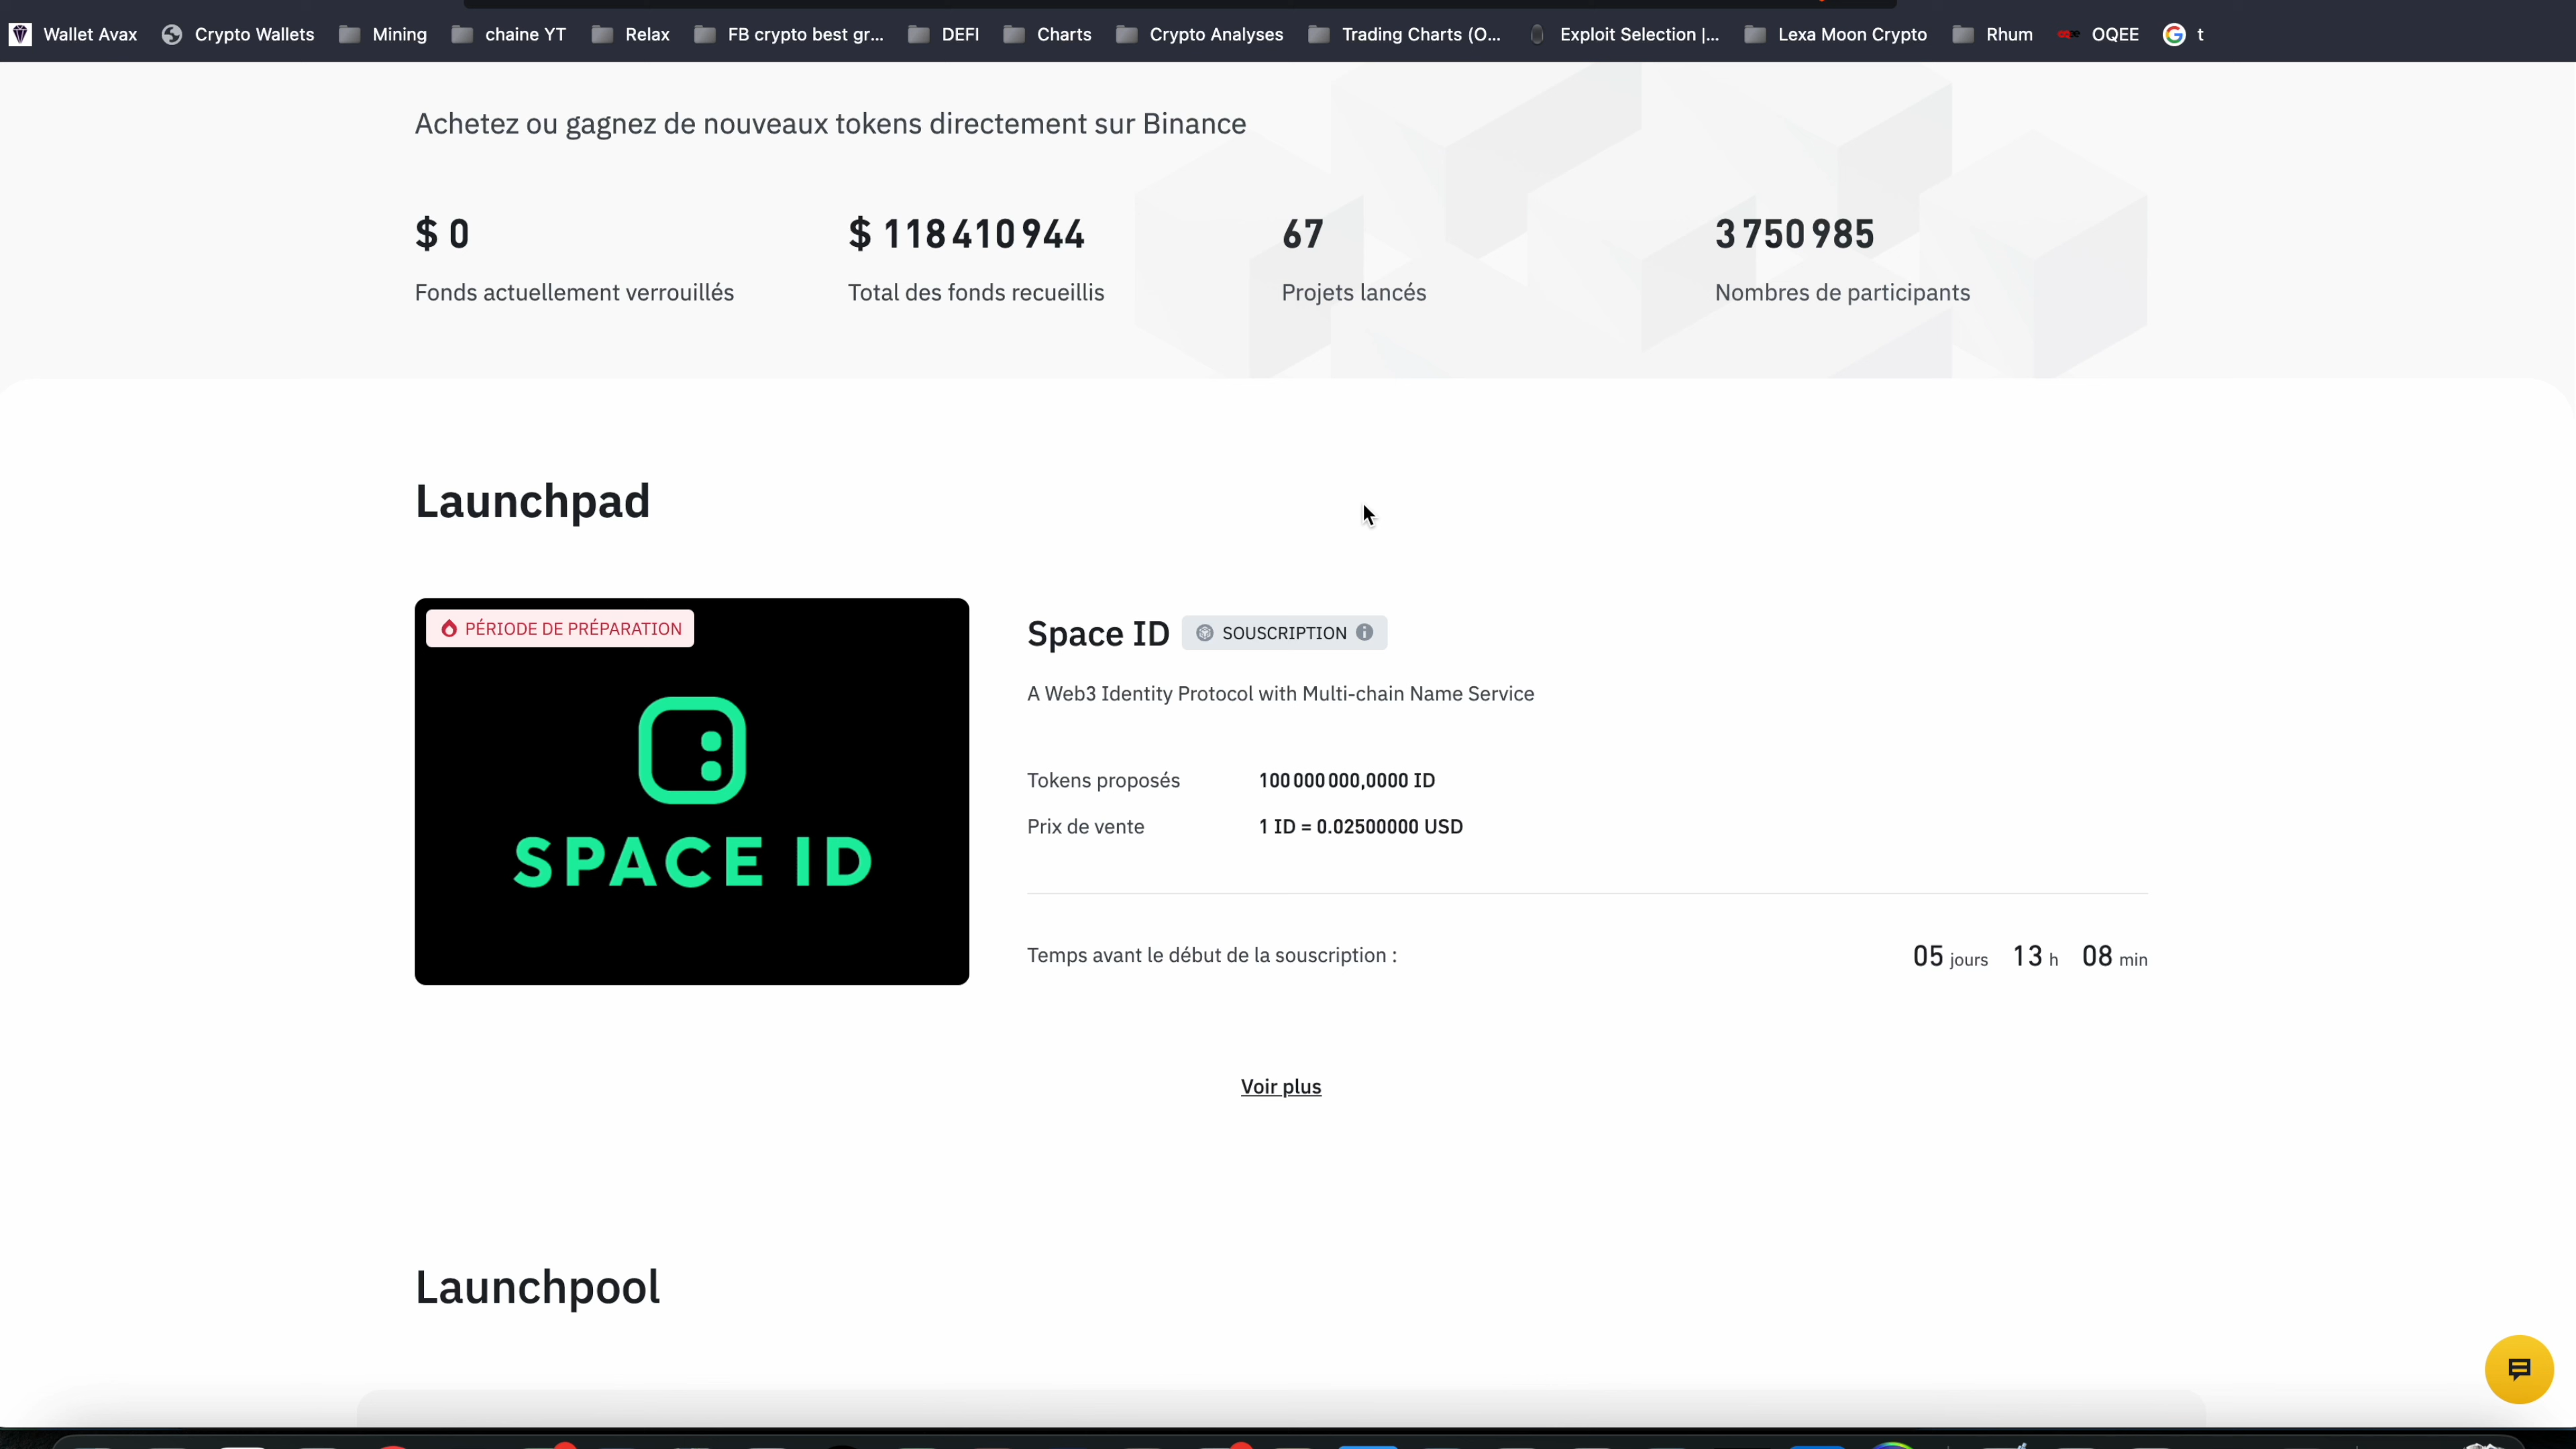 Wallet Avax Crypto Wallets Mining chaine YT Relax FB crypto best gr... DEFI Charts Crypto Analyses Trading Charts (O... Exploit Selection |... Lexa Moon Crypto Rhum OQEE t
Achetez ou gagnez de nouveaux tokens directement sur Binance
$ 0 $ 118 410 944 67 3 750 985
Fonds actuellement verrouillés Total des fonds recueillis Projets lancés Nombres de participants
Launchpad
PÉRIODE DE PRÉPARATION
SPACE ID
Space ID SOUSCRIPTION
A Web3 Identity Protocol with Multi-chain Name Service
Tokens proposés 100 000 000,0000 ID
Prix de vente 1 ID = 0.02500000 USD
Temps avant le début de la souscription : 05 jours 13 h 08 min
Voir plus
Launchpool